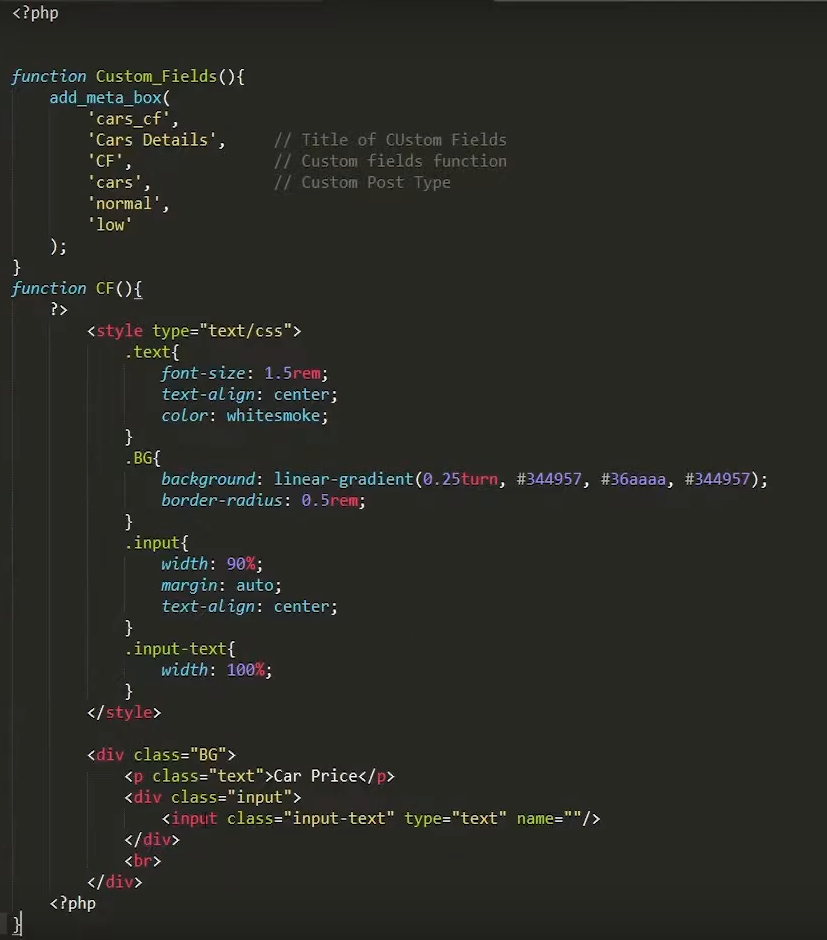 <?php
function Custom_Fields(){
add_meta_box(
'cars_cf',
'Cars Details', // Title of CUstom Fields
'CF', // Custom fields function
'cars', // Custom Post Type
'normal',
'low'
);
}
function CF(){
?>
<style type="text/css">
.text{
font-size: 1.5rem;
text-align: center;
color: whitesmoke;
}
.BG{
background: linear-gradient(0.25turn, #344957, #36aaaa, #344957);
border-radius: 0.5rem;
}
.input{
width: 90%;
margin: auto;
text-align: center;
}
.input-text{
width: 100%;
}
</style>
<div class="BG">
<p class="text">Car Price</p>
<div class="input">
<input class="input-text" type="text" name=""/>
</div>
<br>
</div>
<?php
}